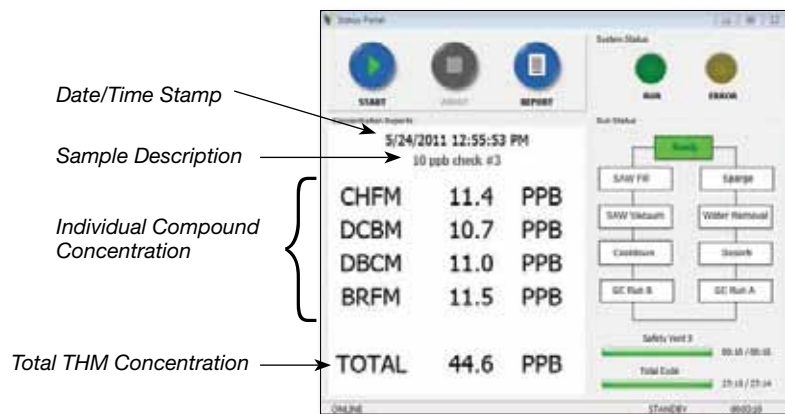 Status Panel
System Status
START
ABORT
REPORT
RUN
ERROR
Date/Time Stamp
Concentration Reports
Run Status
5/24/2011 12:55:53 PM
Ready
Sample Description
10 ppb check #3
SAW Fill
Sparge
CHFM 11.4 PPB
Individual Compound
Concentration
DCBM 10.7 PPB
SAW Vacuum
Water Removal
DBCM 11.0 PPB
Cooldown
Desorb
BRFM 11.5 PPB
GC Run B
GC Run A
Total THM Concentration
TOTAL 44.6 PPB
Safety Vent 3
Total Cycle
ONLINE
STANDBY